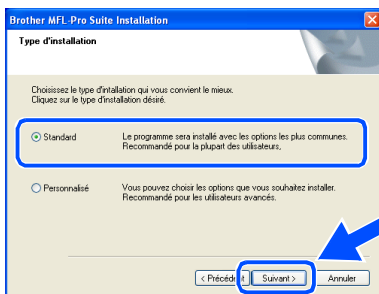 Brother MFL-Pro Suite Installation
Type d'installation
Choisissez le type d'intallation qui vous convient le mieux.
Cliquez sur le type d'installation désiré.
Standard
Le programme sera installé avec les options les plus communes.
Recommandé pour la plupart des utilisateurs,
Personnalisé
Vous pouvez choisir les options que vous souhaitez installer.
Recommandé pour les utilisateurs avancés.
< Précédent
Suivant >
Annuler